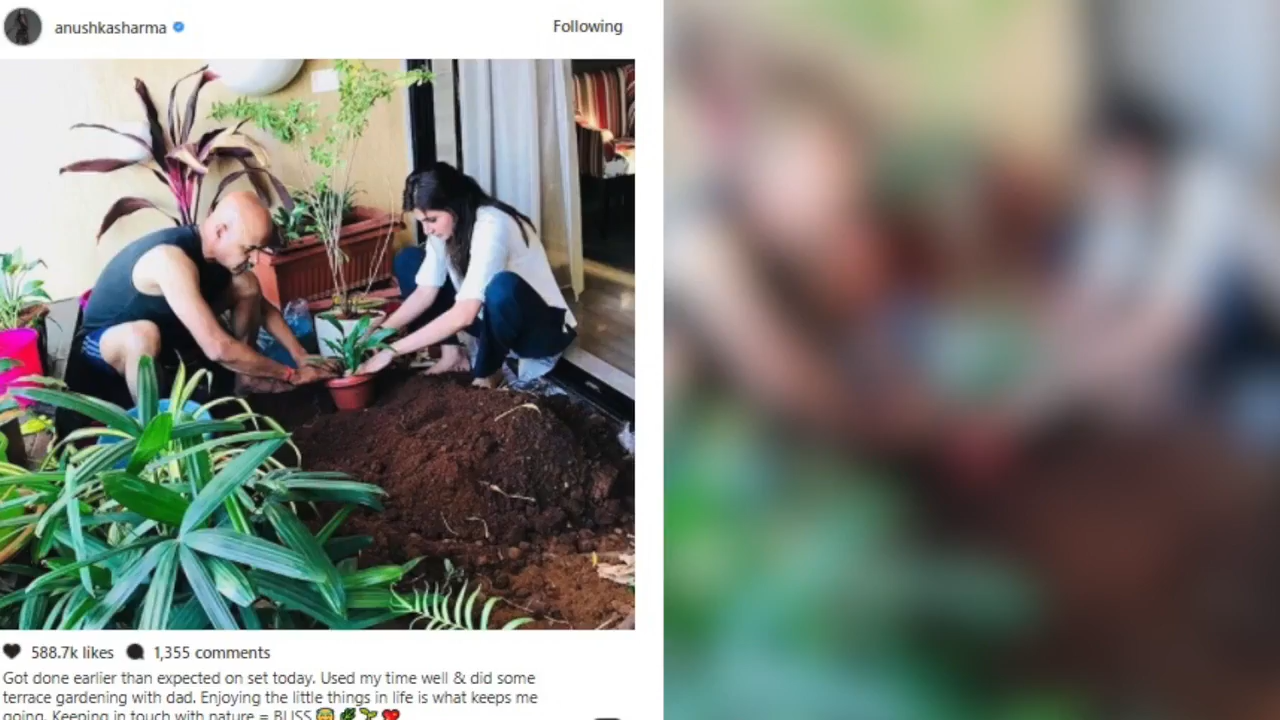 anushkasharma
Following
588.7k likes 1,355 comments
Got done earlier than expected on set today. Used my time well & did some
terrace gardening with dad. Enjoying the little things in life is what keeps me
going. Keeping in touch with nature = BLISS 😇🌿🌱❤️